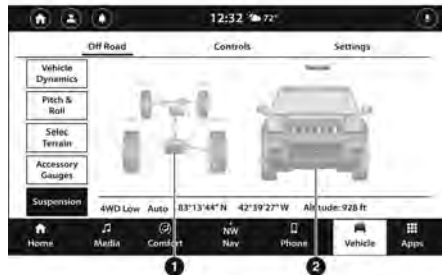 12:32 72°
Off Road Controls Settings
Vehicle
Dynamics
Pitch &
Roll
Selec
Terrain
Accessory
Gauges
Suspension
4WD Low Auto 83°13'44" N 42°39'27" W Altitude: 928 ft
NW
Home Media Comfort Nav Phone Vehicle Apps
1 2